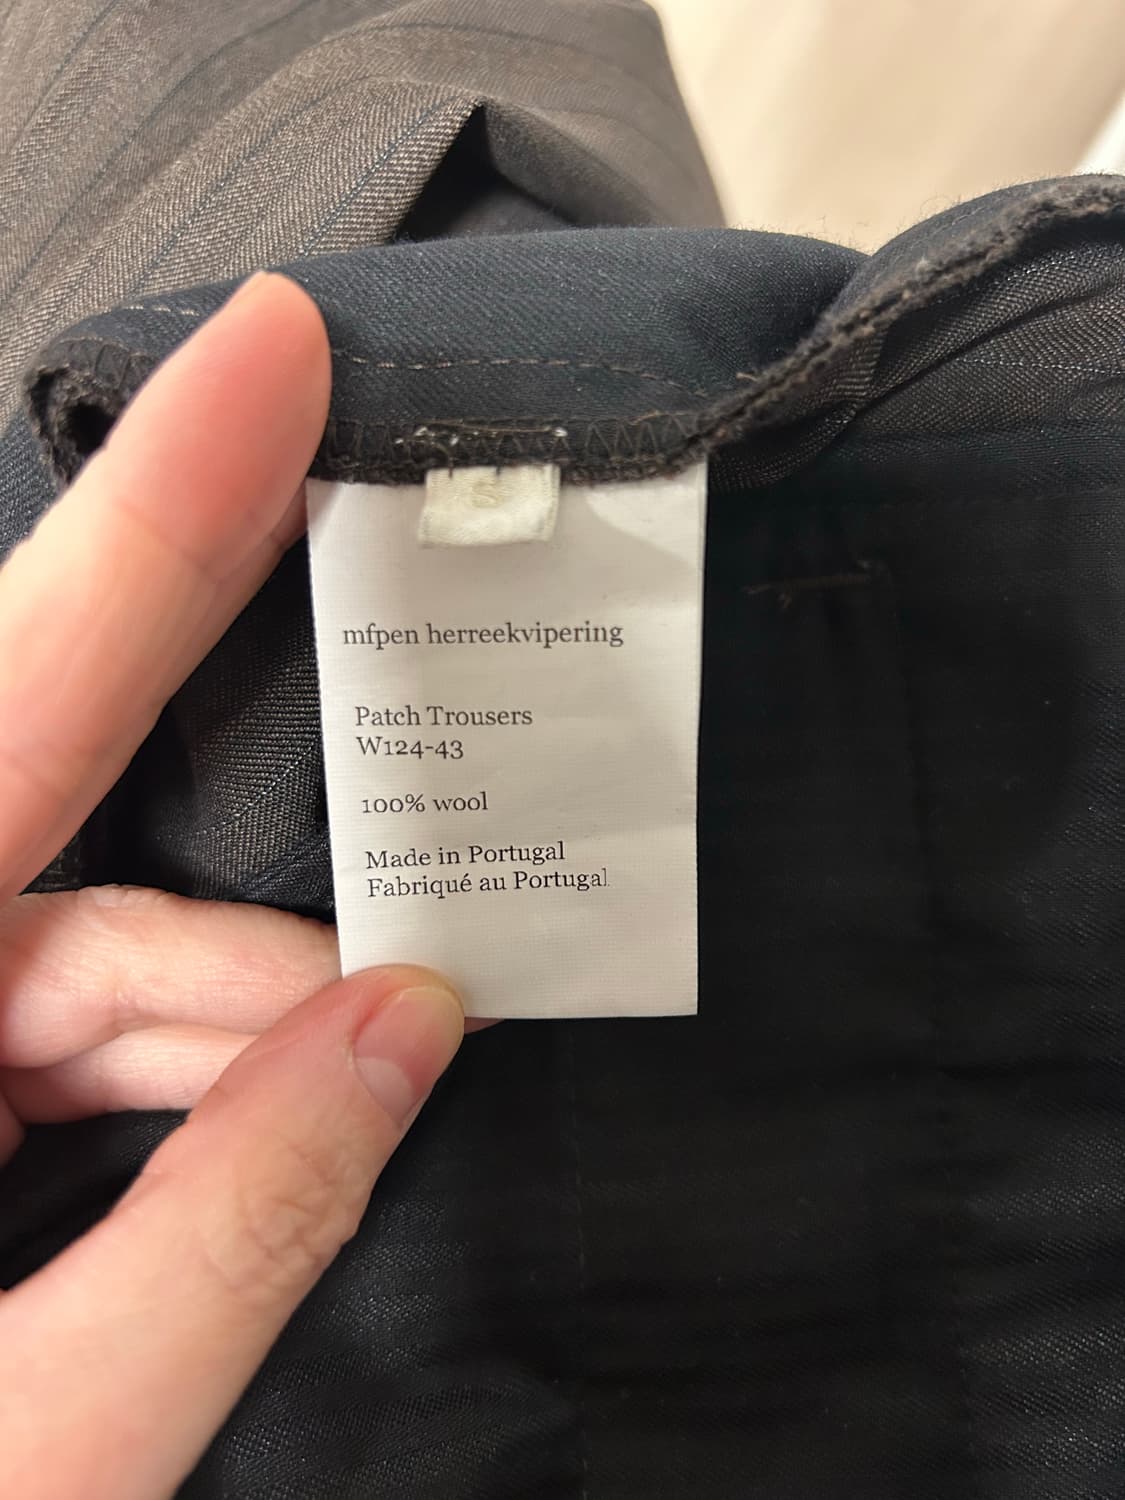 S
mfpen herreekvipering
Patch Trousers
W124-43
100% wool
Made in Portugal
Fabriqué au Portugal